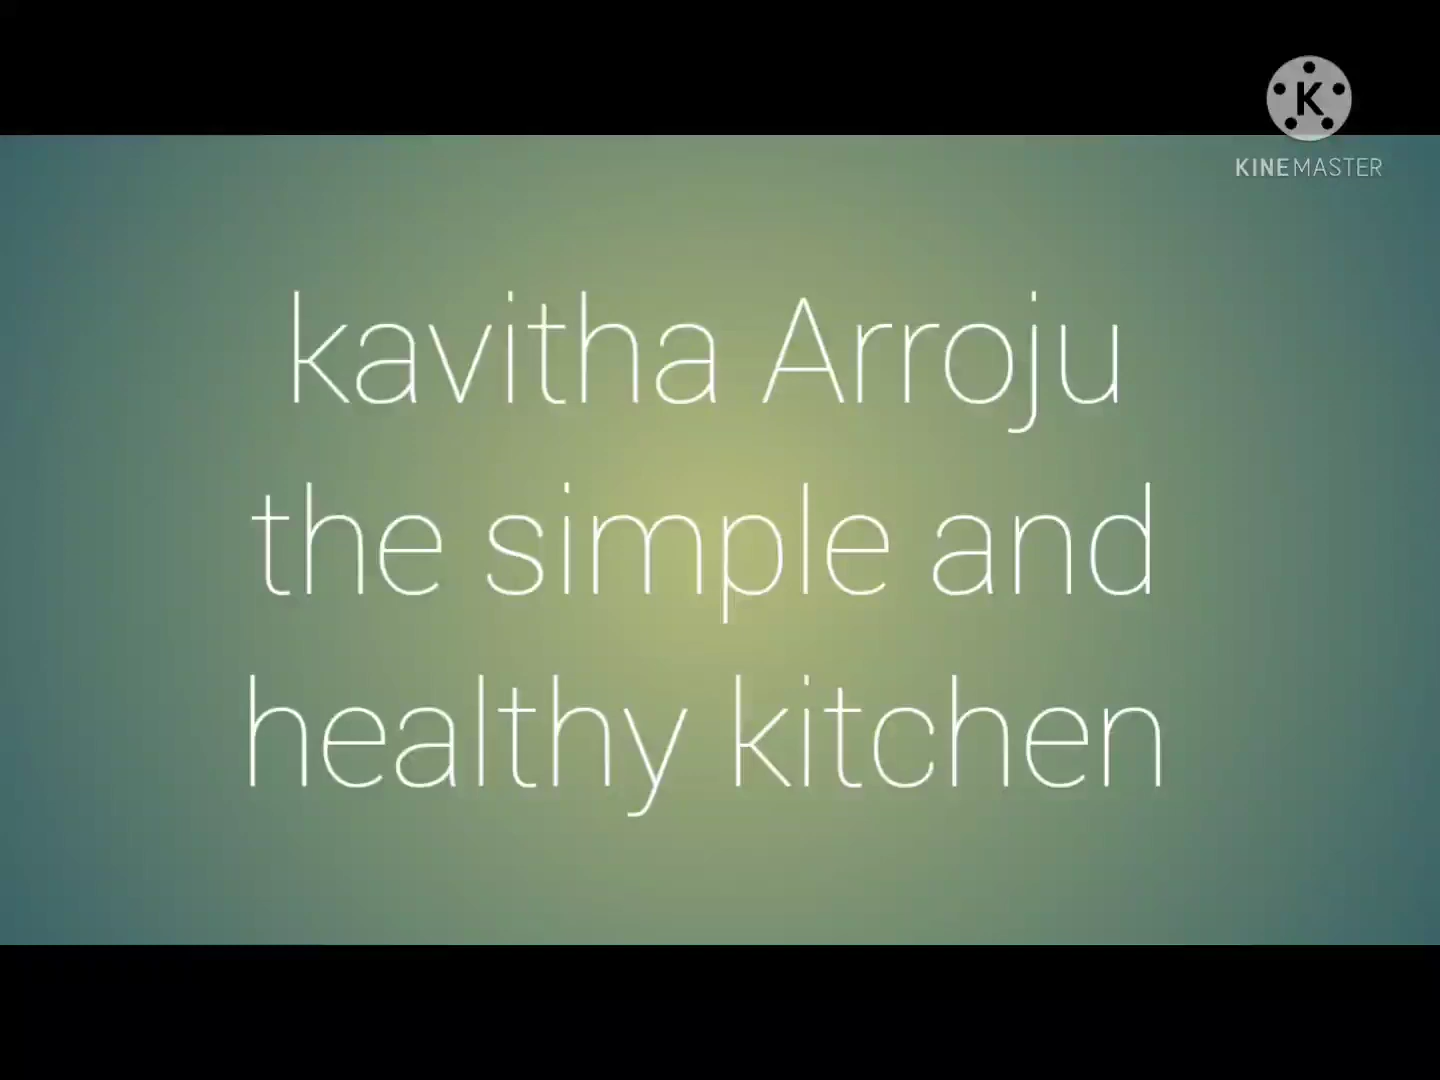 K
KINEMASTER
kavitha Arroju
the simple and
healthy kitchen